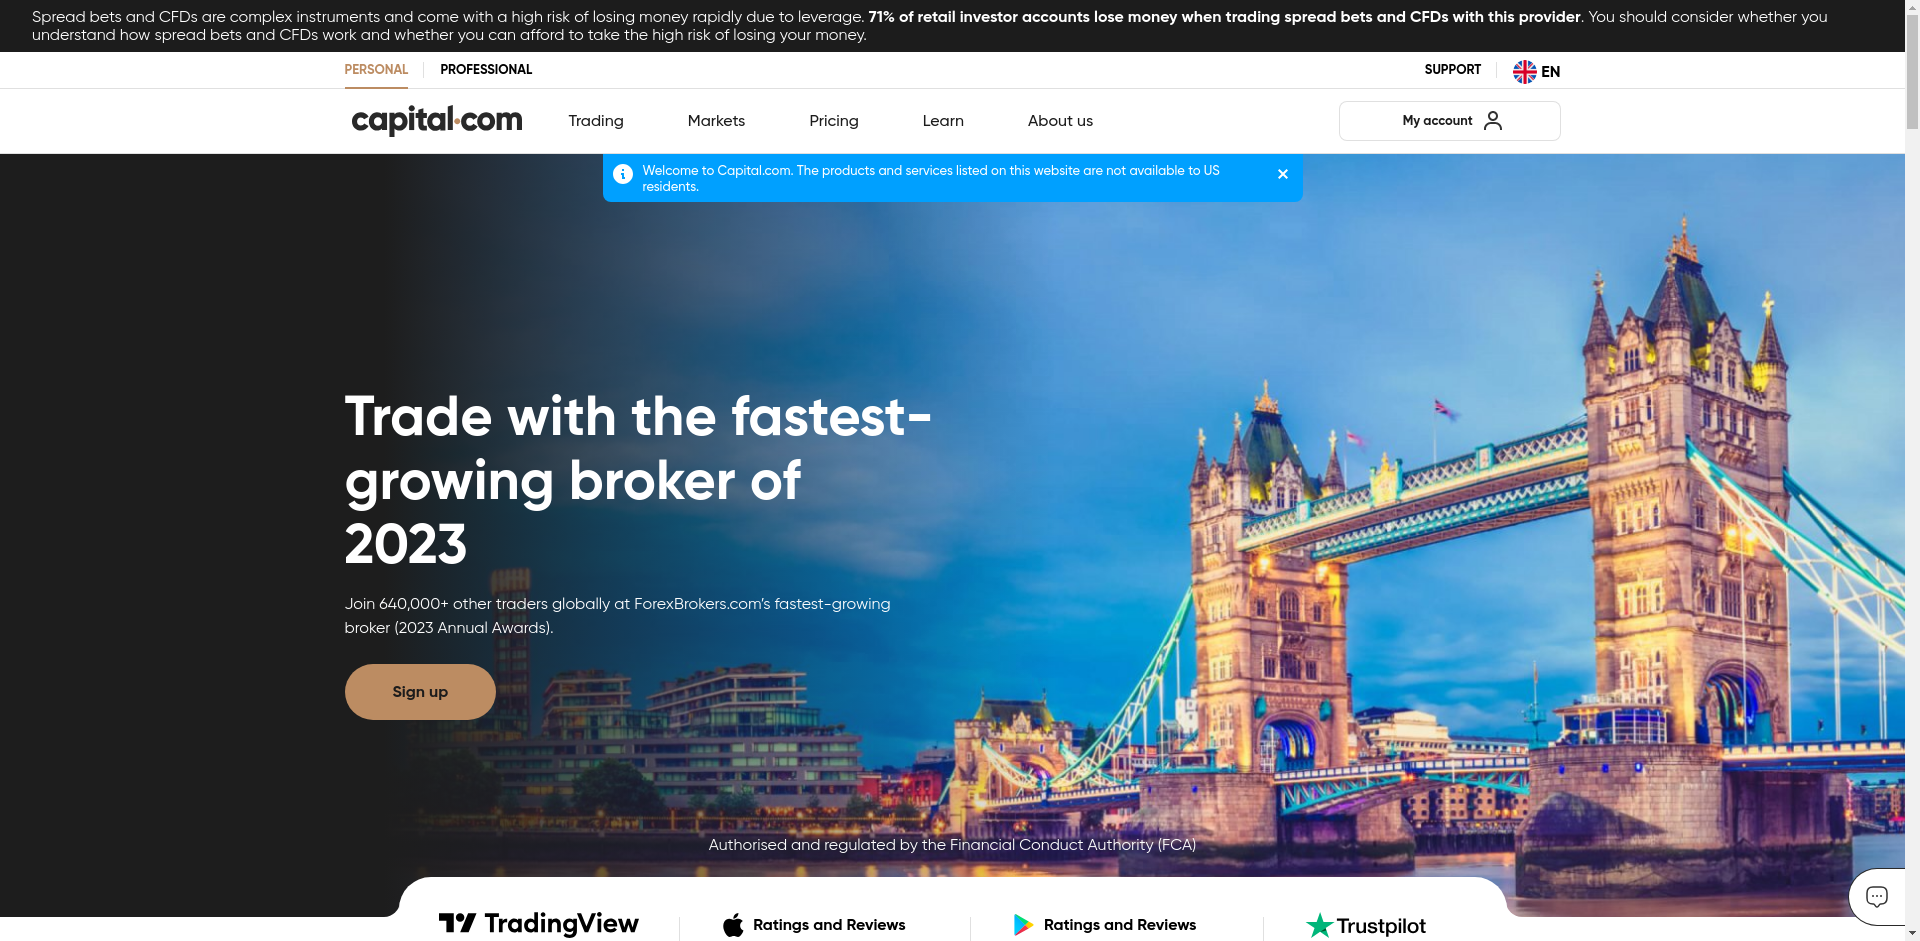 Spread bets and CFDs are complex instruments and come with a high risk of losing money rapidly due to leverage. 71% of retail investor accounts lose money when trading spread bets and CFDs with this provider. You should consider whether you
understand how spread bets and CFDs work and whether you can afford to take the high risk of losing your money.
PERSONAL PROFESSIONAL SUPPORT EN
capital.com Trading Markets Pricing Learn About us My account
Welcome to Capital.com. The products and services listed on this website are not available to US
residents.
Trade with the fastest-
growing broker of
2023
Join 640,000+ other traders globally at ForexBrokers.com’s fastest-growing
broker (2023 Annual Awards).
Sign up
Authorised and regulated by the Financial Conduct Authority (FCA)
TradingView Ratings and Reviews Ratings and Reviews Trustpilot